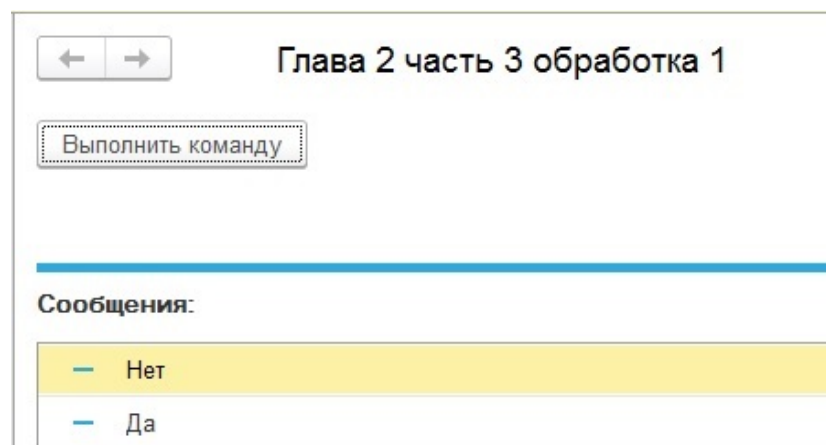 Глава 2 часть 3 обработка 1
Выполнить команду
Сообщения:
Нет
Да